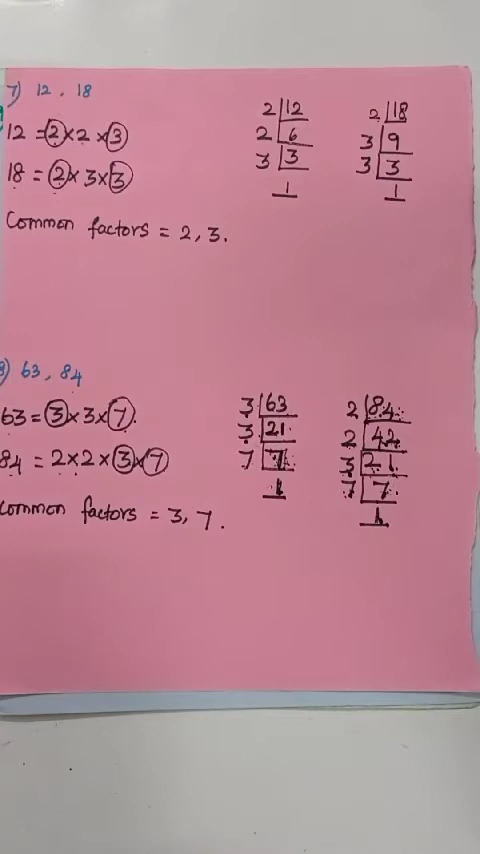 7) 12, 18
12 = 2 × 2 × 3
18 = 2 × 3 × 3
Common factors = 2, 3.
2 | 12
2 | 6
3 | 3
1
2 | 18
3 | 9
3 | 3
1
8) 63, 84
63 = 3 × 3 × 7.
84 = 2 × 2 × 3 × 7
Common factors = 3, 7.
3 | 63
3 | 21
7 | 7
1
2 | 84
2 | 42
3 | 21
7 | 7
1